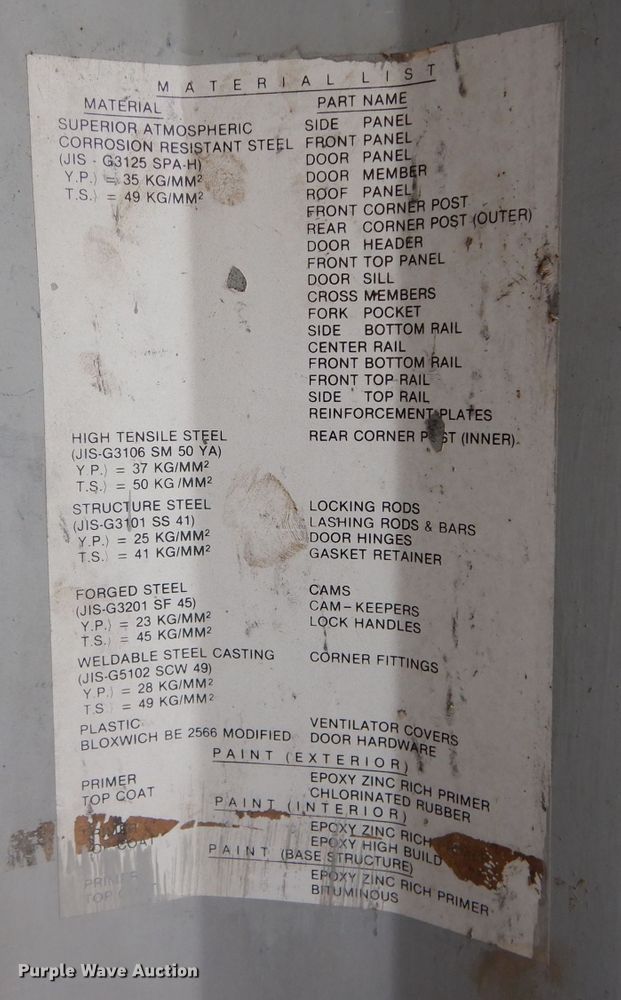 MATERIAL LIST
MATERIAL PART NAME
SUPERIOR ATMOSPHERIC SIDE PANEL
CORROSION RESISTANT STEEL FRONT PANEL
(JIS - G3125 SPA-H) DOOR PANEL
Y.P.) = 35 KG/MM² DOOR MEMBER
T.S.) = 49 KG/MM² ROOF PANEL
FRONT CORNER POST
REAR CORNER POST (OUTER)
DOOR HEADER
FRONT TOP PANEL
DOOR SILL
CROSS MEMBERS
FORK POCKET
SIDE BOTTOM RAIL
CENTER RAIL
FRONT BOTTOM RAIL
FRONT TOP RAIL
SIDE TOP RAIL
REINFORCEMENT PLATES
HIGH TENSILE STEEL REAR CORNER POST (INNER)
(JIS-G3106 SM 50 YA)
Y.P.) = 37 KG/MM²
T.S.) = 50 KG/MM²
STRUCTURE STEEL LOCKING RODS
(JIS-G3101 SS 41) LASHING RODS & BARS
Y.P.) = 25 KG/MM² DOOR HINGES
T.S.) = 41 KG/MM² GASKET RETAINER
FORGED STEEL CAMS
(JIS-G3201 SF 45) CAM-KEEPERS
Y.P.) = 23 KG/MM² LOCK HANDLES
T.S.) = 45 KG/MM²
WELDABLE STEEL CASTING CORNER FITTINGS
(JIS-G5102 SCW 49)
Y.P.) = 28 KG/MM²
T.S = 49 KG/MM²
PLASTIC VENTILATOR COVERS
BLOXWICH BE 2566 MODIFIED DOOR HARDWARE
PAINT (EXTERIOR)
PRIMER EPOXY ZINC RICH PRIMER
TOP COAT CHLORINATED RUBBER
PAINT (INTERIOR)
EPOXY ZINC RICH
TOP COAT EPOXY HIGH BUILD
PAINT (BASE STRUCTURE)
PRIMER EPOXY ZINC RICH PRIMER
TOP BITUMINOUS
Purple Wave Auction